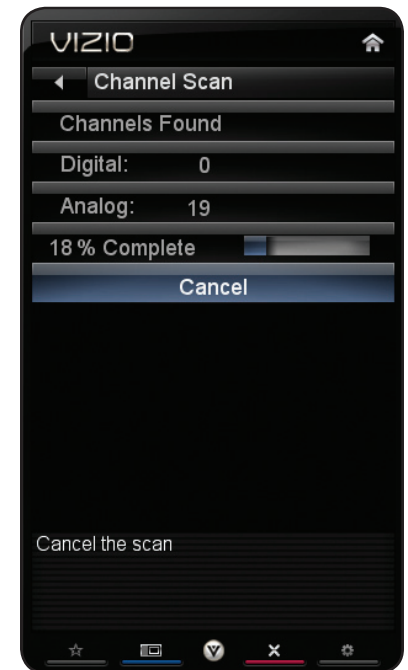 VIZIO
Channel Scan
Channels Found
Digital: 0
Analog: 19
18 % Complete
Cancel
Cancel the scan
V